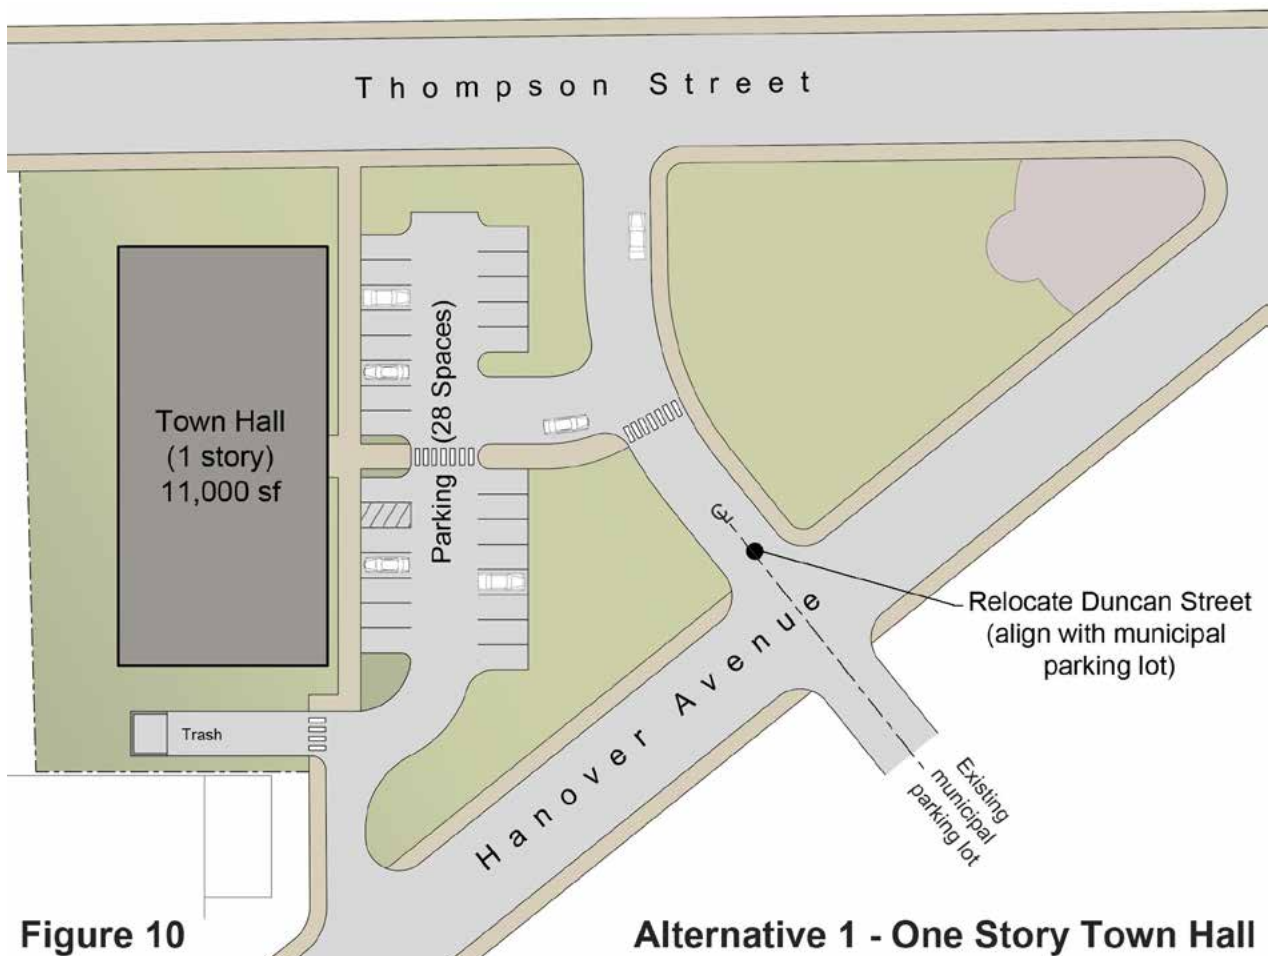 Thompson Street
Parking (28 Spaces)
Town Hall
(1 story)
11,000 sf
Relocate Duncan Street
(align with municipal
parking lot)
Trash
Hanover Avenue
Existing
municipal
parking lot
Figure 10
Alternative 1 - One Story Town Hall